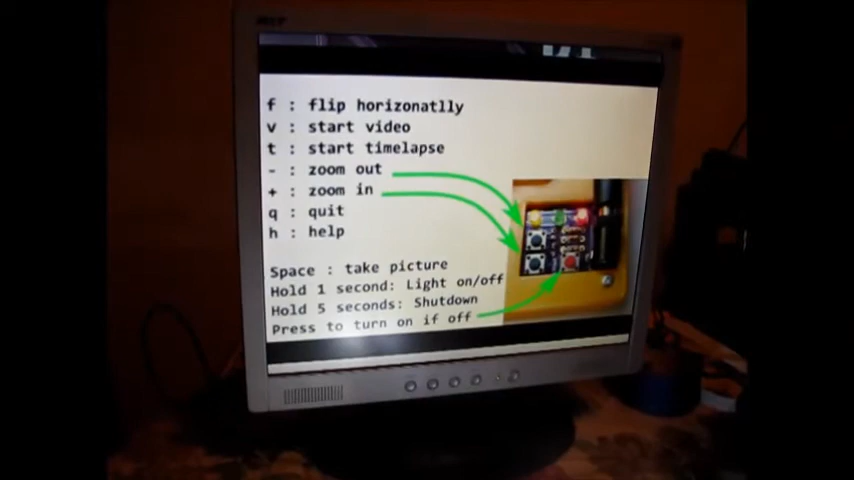 acer
f : flip horizonatlly
v : start video
t : start timelapse
- : zoom out
+ : zoom in
q : quit
h : help
Space : take picture
Hold 1 second: Light on/off
Hold 5 seconds: Shutdown
Press to turn on if off